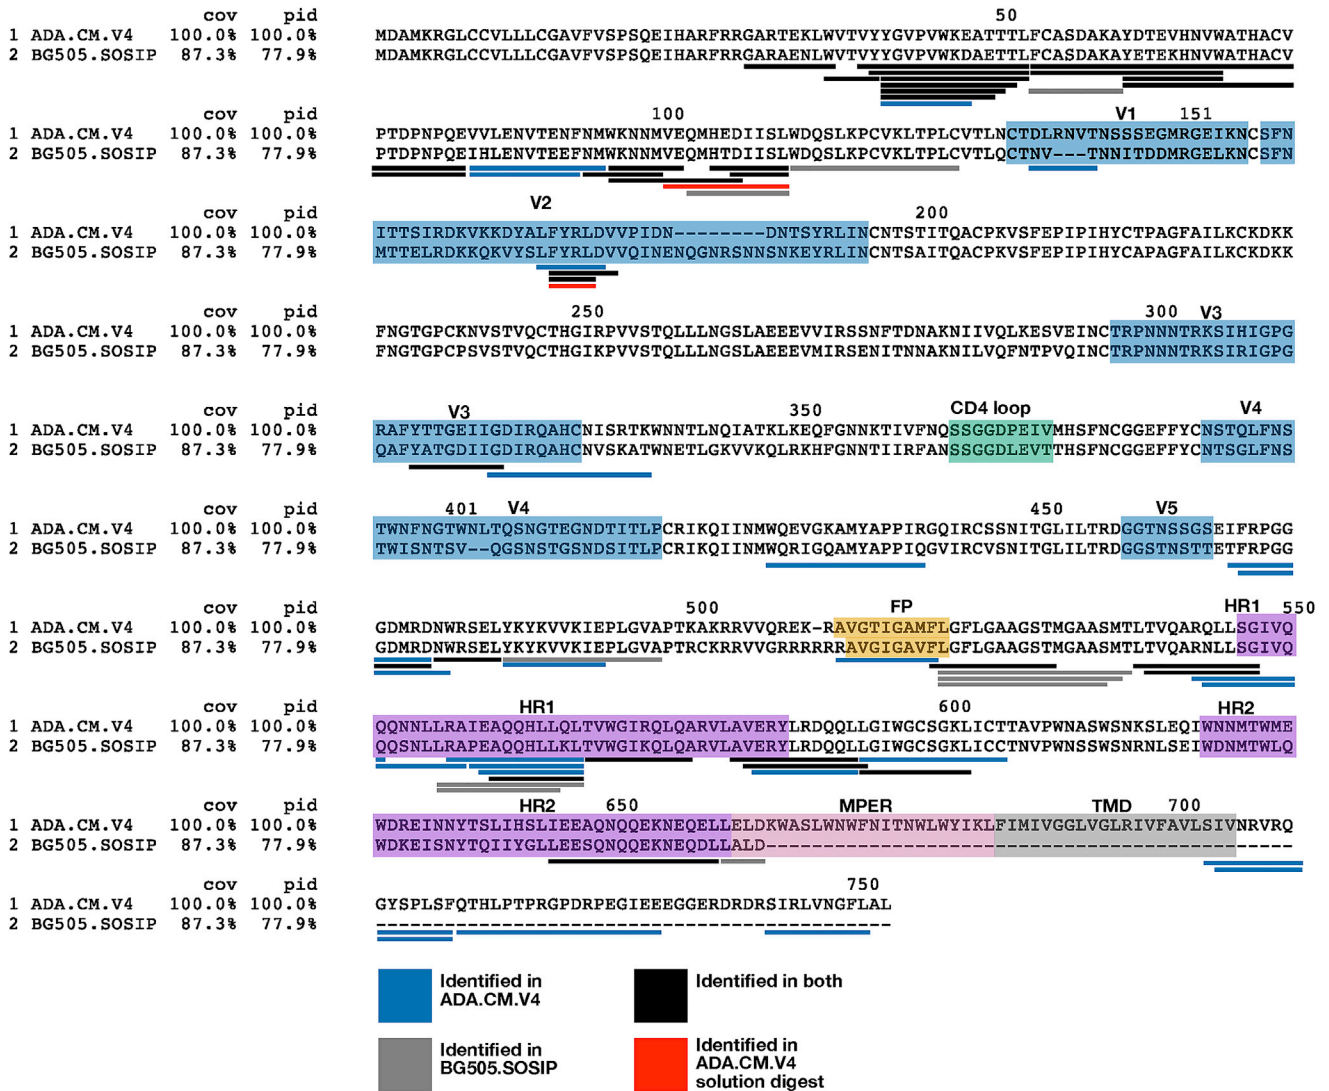 cov pid 50
1 ADA.CM.V4 100.0% 100.0% MDAMKRGLCCVLLLCGAVFVSPSQEIHARFRRGARTEKLWVTVYYGVPVWKEATTTLFCASDAKAYDTEVHNVWATHACV
2 BG505.SOSIP 87.3% 77.9% MDAMKRGLCCVLLLCGAVFVSPSQEIHARFRRGARAENLWVTVYYGVPVWKDAETTLFCASDAKAYETEKHNVWATHACV
cov pid 100 V1 151
1 ADA.CM.V4 100.0% 100.0% PTDPNPQEVVLENVTENFNMWKNNMVEQMHEDIISLWDQSLKPCVKLTPLCVTLNCTDLRNVTNSSSEGMRGEIKNCSFN
2 BG505.SOSIP 87.3% 77.9% PTDPNPQEIHLENVTEEFNMWKNNMVEQMHTDIISLWDQSLKPCVKLTPLCVTLQCTNV---TNNITDDMRGELKNCSFN
cov pid V2 200
1 ADA.CM.V4 100.0% 100.0% ITTSIRDKVKKDYALFYRLDVVPIDN--------DNTSYRLINCNTSTITQACPKVSFEPIPIHYCTPAGFAILKCKDKK
2 BG505.SOSIP 87.3% 77.9% MTTELRDKKQKVYSLFYRLDVVQINENQGNRSNNSNKEYRLINCNTSAITQACPKVSFEPIPIHYCAPAGFAILKCKDKK
cov pid 250 300 V3
1 ADA.CM.V4 100.0% 100.0% FNGTGPCKNVSTVQCTHGIRPVVSTQLLLNGSLAEEEVVIRSSNFTDNAKNIIVQLKESVEINCTRPNNNTRKSIHIGPG
2 BG505.SOSIP 87.3% 77.9% FNGTGPCPSVSTVQCTHGIKPVVSTQLLLNGSLAEEEVMIRSENITNNAKNILVQFNTPVQINCTRPNNNTRKSIRIGPG
cov pid V3 350 CD4 loop V4
1 ADA.CM.V4 100.0% 100.0% RAFYTTGEIIGDIRQAHCNISRTKWNNTLNQIATKLKEQFGNNKTIVFNQSSGGDPEIVMHSFNCGGEFFYCNSTQLFNS
2 BG505.SOSIP 87.3% 77.9% QAFYATGDIIGDIRQAHCNVSKATWNETLGKVVKQLRKHFGNNTIIRFANSSGGDLEVTTHSFNCGGEFFYCNTSGLFNS
cov pid 401 V4 450 V5
1 ADA.CM.V4 100.0% 100.0% TWNFNGTWNLTQSNGTEGNDTITLPCRIKQIINMWQEVGKAMYAPPIRGQIRCSSNITGLILTRDGGTNSSGSEIFRPGG
2 BG505.SOSIP 87.3% 77.9% TWISNTSV--QGSNSTGSNDSITLPCRIKQIINMWQRIGQAMYAPPIQGVIRCVSNITGLILTRDGGSTNSTTETFRPGG
cov pid 500 FP HR1 550
1 ADA.CM.V4 100.0% 100.0% GDMRDNWRSELYKYKVVKIEPLGVAPTKAKRRVVQREK-RAVGTIGAMFLGFLGAAGSTMGAASMTLTVQARQLLSGIVQ
2 BG505.SOSIP 87.3% 77.9% GDMRDNWRSELYKYKVVKIEPLGVAPTRCKRRVVGRRRRRRAVGIGAVFLGFLGAAGSTMGAASMTLTVQARNLLSGIVQ
cov pid HR1 600 HR2
1 ADA.CM.V4 100.0% 100.0% QQNNLLRAIEAQQHLLQLTVWGIRQLQARVLAVERYLRDQQLLGIWGCSGKLICTTAVPWNASWSNKSLEQIWNNMTWME
2 BG505.SOSIP 87.3% 77.9% QQSNLLRAPEAQQHLLKLTVWGIKQLQARVLAVERYLRDQQLLGIWGCSGKLICCTNVPWNSSWSNRNLSEIWDNMTWLQ
cov pid HR2 650 MPER TMD 700
1 ADA.CM.V4 100.0% 100.0% WDREINNYTSLIHSLIEEAQNQQEKNEQELLELDKWASLWNWFNITNWLWYIKLFIMIVGGLVGLRIVFAVLSIVNRVRQ
2 BG505.SOSIP 87.3% 77.9% WDKEISNYTQIIYGLLEESQNQQEKNEQDLLALD----------------------------------------------
cov pid 750
1 ADA.CM.V4 100.0% 100.0% GYSPLSFQTHLPTPRGPDRPEGIEEEGGERDRDRSIRLVNGFLAL
2 BG505.SOSIP 87.3% 77.9% ---------------------------------------------
Identified in
ADA.CM.V4
Identified in both
Identified in
BG505.SOSIP
Identified in
ADA.CM.V4
solution digest